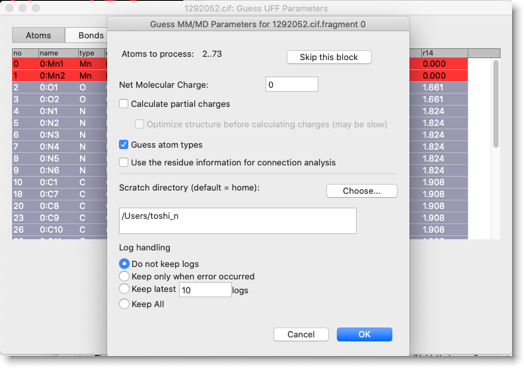 1292052.cif: Guess UFF Parameters
Guess MM/MD Parameters for 1292052.cif.fragment 0
Atoms Bonds
no name type r14
0 0:Mn1 Mn 0.000
1 0:Mn2 Mn 0.000
2 0:O1 O 1.661
3 0:O2 O 1.661
4 0:N1 N 1.824
5 0:N2 N 1.824
6 0:N3 N 1.824
7 0:N4 N 1.824
8 0:N5 N 1.824
9 0:N6 N 1.824
10 0:C1 C 1.908
18 0:C7 C 1.908
20 0:C8 C 1.908
23 0:C9 C 1.908
26 0:C10 C 1.908
Atoms to process: 2..73
Skip this block
Net Molecular Charge: 0
Calculate partial charges
Optimize structure before calculating charges (may be slow)
Guess atom types
Use the residue information for connection analysis
Scratch directory (default = home):
Choose...
/Users/toshi_n
Log handling
Do not keep logs
Keep only when error occurred
Keep latest 10 logs
Keep All
Cancel OK